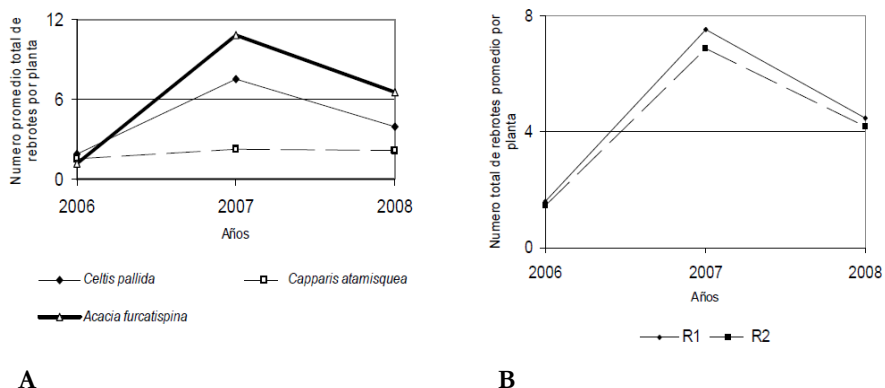 Numero promedio total de
rebrotes por planta
12
6
0
2006
2007
2008
Años
Celtis pallida
Capparis atamisquea
Acacia furcatispina
A
Numero total de rebotes promedio por
planta
8
4
0
2006
2007
2008
Años
R1
R2
B